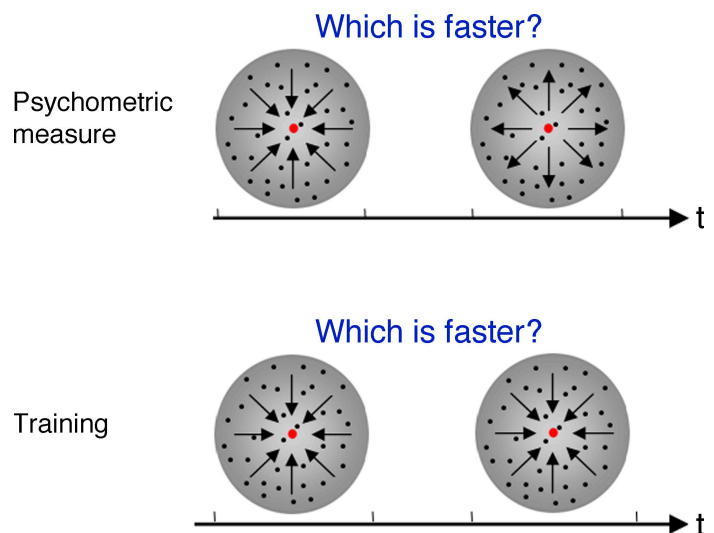 Which is faster?
Psychometric
measure
t
Which is faster?
Training
t